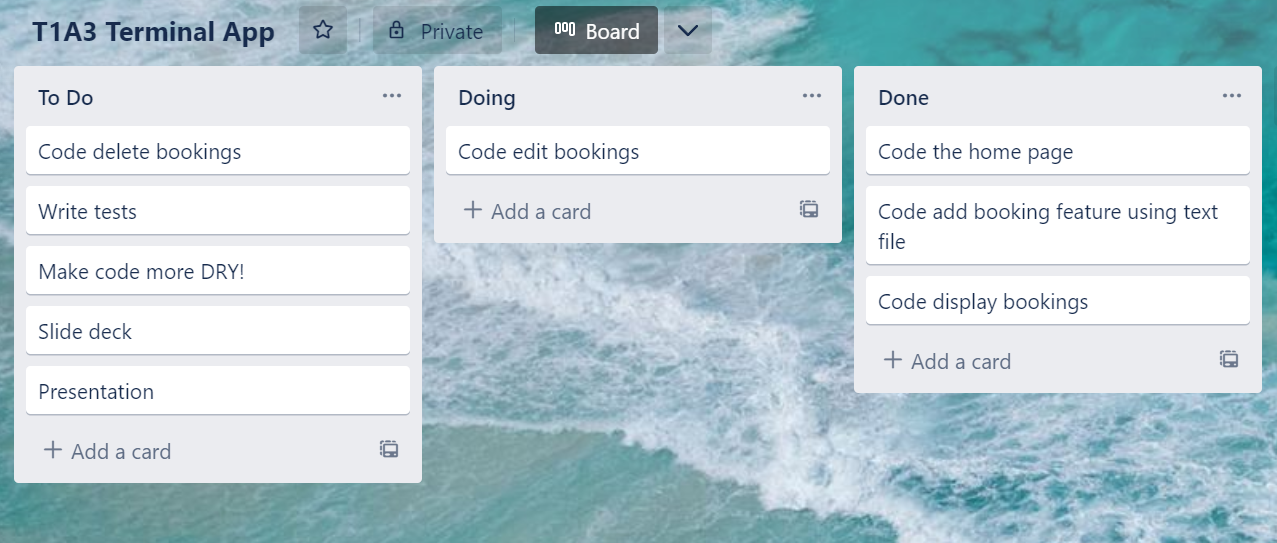 T1A3 Terminal App
Private
Board
To Do
Code delete bookings
Write tests
Make code more DRY!
Slide deck
Presentation
Add a card
Doing
Code edit bookings
Add a card
Done
Code the home page
Code add booking feature using text
file
Code display bookings
Add a card